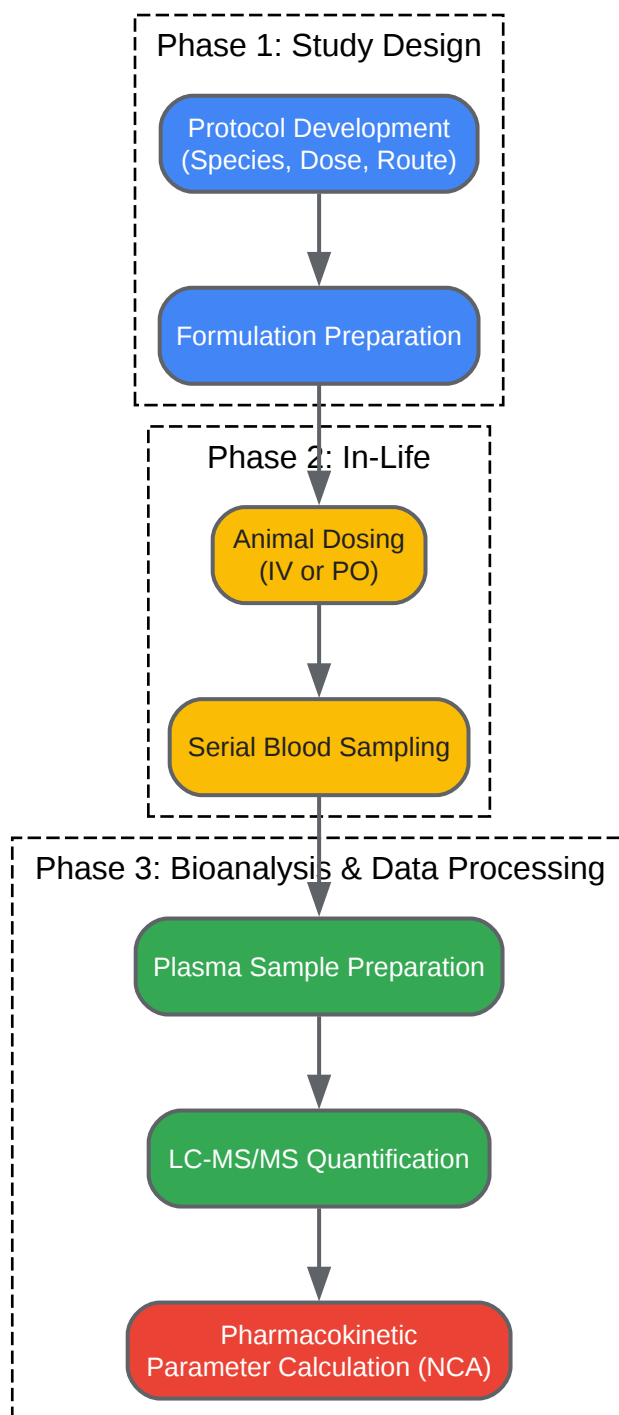 Phase 1: Study Design
Protocol Development
(Species, Dose, Route)
Formulation Preparation
Phase 2: In-Life
Animal Dosing
(IV or PO)
Serial Blood Sampling
Phase 3: Bioanalysis & Data Processing
Plasma Sample Preparation
LC-MS/MS Quantification
Pharmacokinetic
Parameter Calculation (NCA)